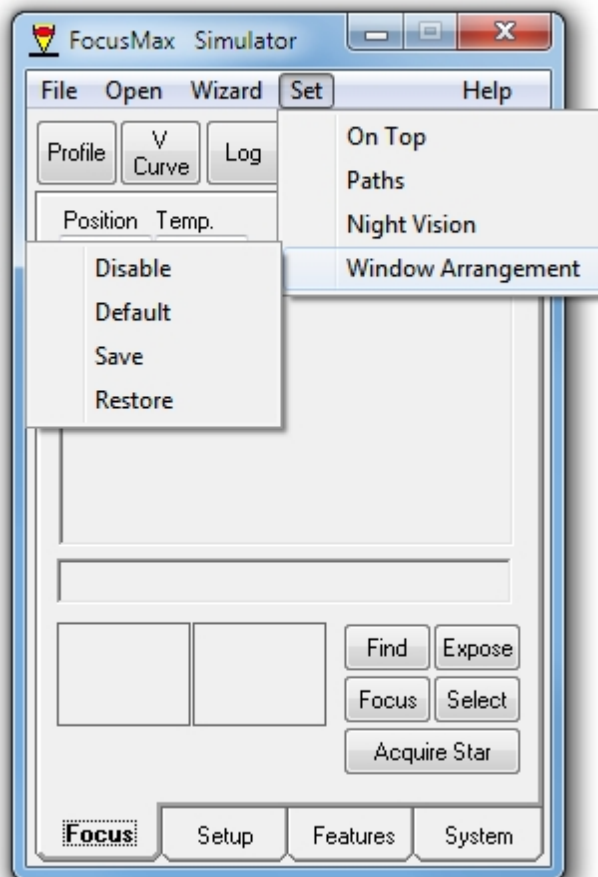 FocusMax Simulator
File Open Wizard Set Help
Profile
V
Curve
Log
On Top
Paths
Night Vision
Window Arrangement
Position Temp.
Disable
Default
Save
Restore
Find Expose
Focus Select
Acquire Star
Focus Setup Features System